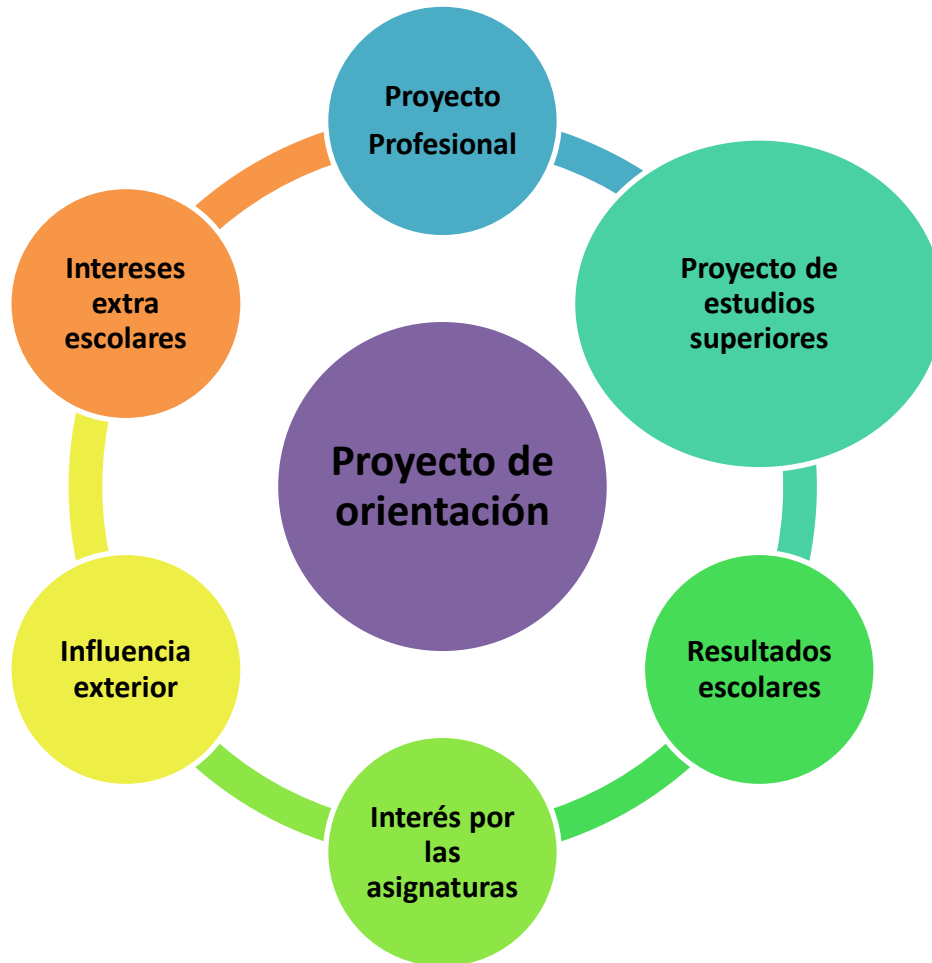 Proyecto
Profesional
Proyecto de
estudios
superiores
Resultados
escolares
Interés por
las
asignaturas
Influencia
exterior
Intereses
extra
escolares
Proyecto de
orientación